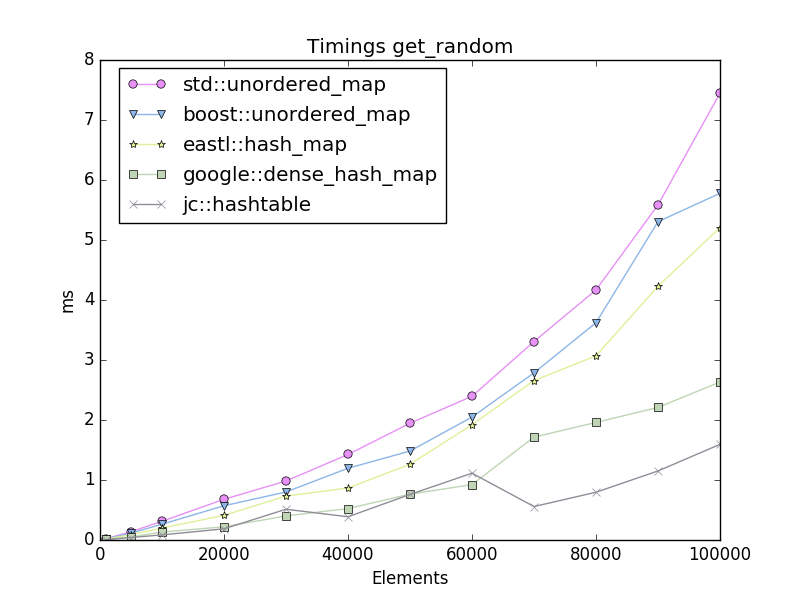 Timings get_random
8
7
6
5
4
3
2
1
0
ms
std::unordered_map
boost::unordered_map
eastl::hash_map
google::dense_hash_map
jc::hashtable
0 20000 40000 60000 80000 100000
Elements